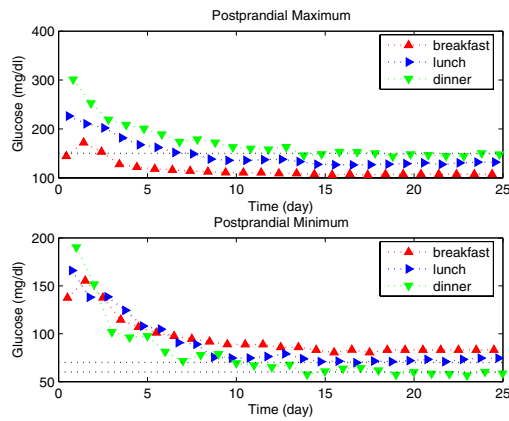 Postprandial Maximum
400
300
200
100
Glucose (mg/dl)
breakfast
lunch
dinner
0 5 10 15 20 25
Time (day)
Postprandial Minimum
200
150
100
50
Glucose (mg/dl)
breakfast
lunch
dinner
0 5 10 15 20 25
Time (day)